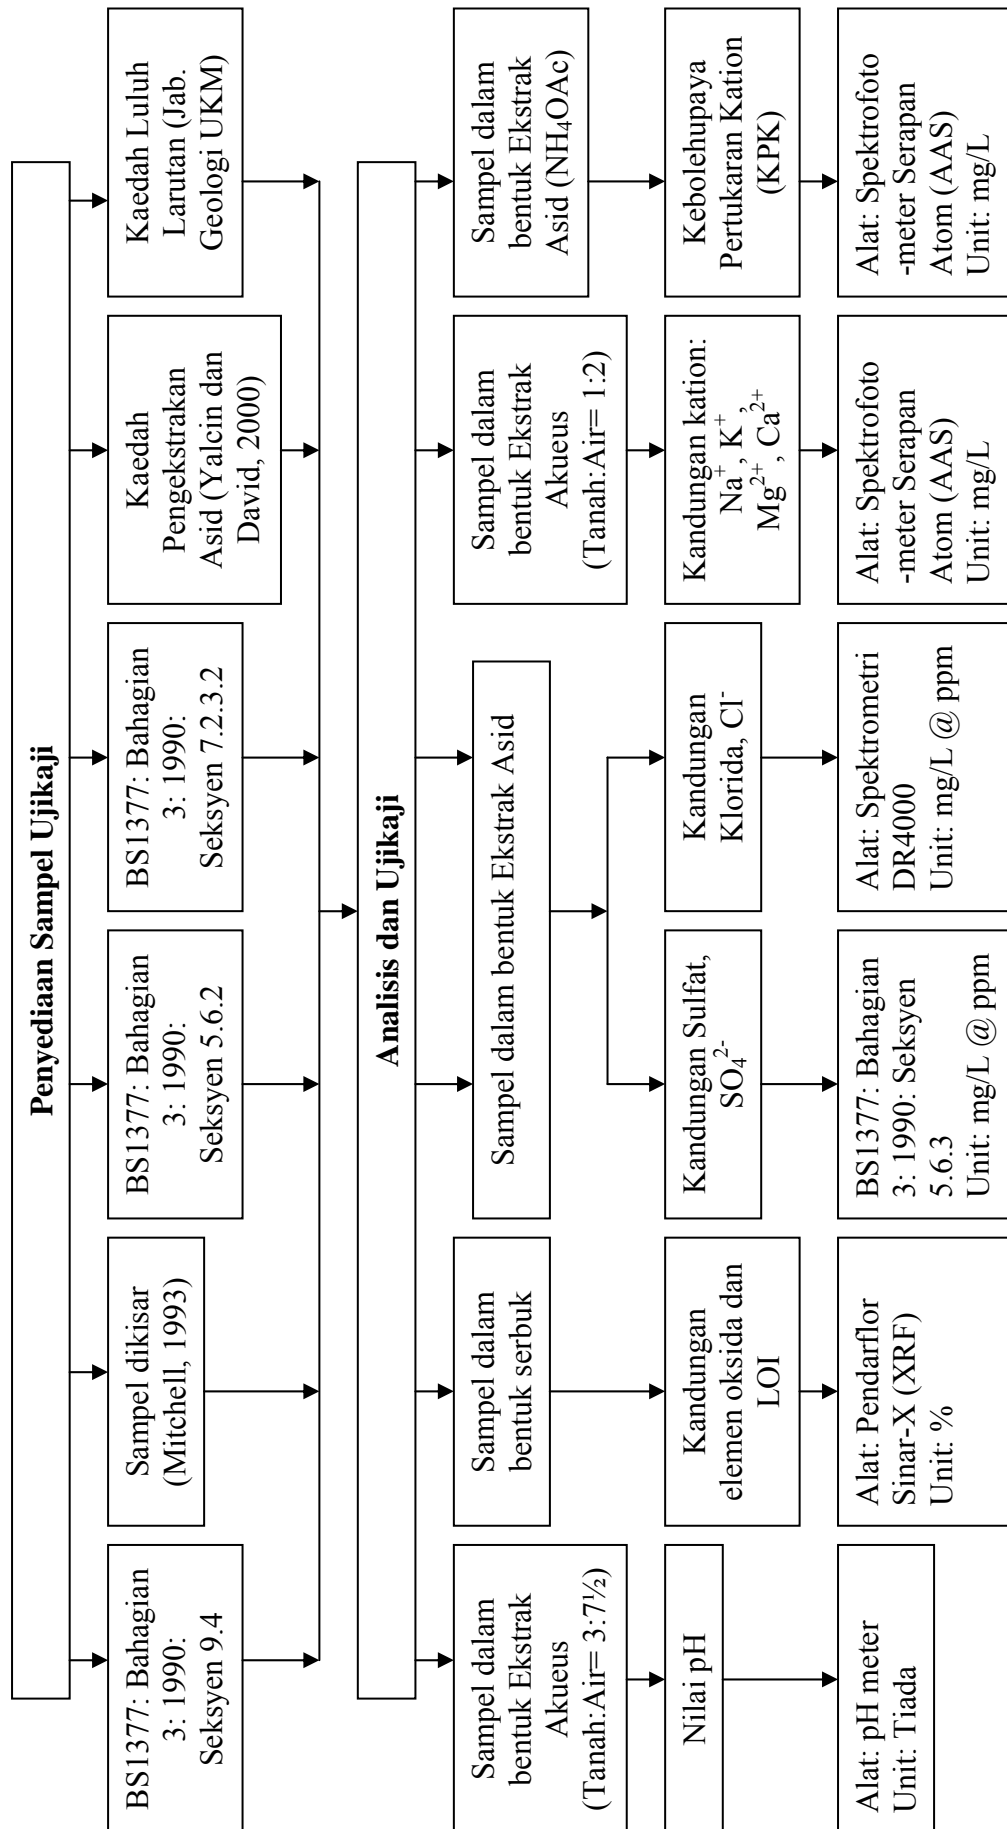 Penyediaan Sampel Ujikaji
BS1377: Bahagian
3: 1990:
Seksyen 9.4
Sampel dikisar
(Mitchell, 1993)
BS1377: Bahagian
3: 1990:
Seksyen 5.6.2
BS1377: Bahagian
3: 1990:
Seksyen 7.2.3.2
Kaedah
Pengekstrakan
Asid (Yalcin dan
David, 2000)
Kaedah Luluh
Larutan (Jab.
Geologi UKM)
Analisis dan Ujikaji
Sampel dalam
bentuk Ekstrak
Akueus
(Tanah:Air= 3:7½)
Sampel dalam
bentuk serbuk
Sampel dalam bentuk Ekstrak Asid
Sampel dalam
bentuk Ekstrak
Akueus
(Tanah:Air= 1:2)
Sampel dalam
bentuk Ekstrak
Asid (NH₄OAc)
Nilai pH
Kandungan
elemen oksida dan
LOI
Kandungan Sulfat,
SO₄²⁻
Kandungan
Klorida, Cl⁻
Kandungan kation:
Na⁺, K⁺,
Mg²⁺, Ca²⁺
Kebolehupaya
Pertukaran Kation
(KPK)
Alat: pH meter
Unit: Tiada
Alat: Pendarflor
Sinar-X (XRF)
Unit: %
BS1377: Bahagian
3: 1990: Seksyen
5.6.3
Unit: mg/L @ ppm
Alat: Spektrometri
DR4000
Unit: mg/L @ ppm
Alat: Spektrofoto
-meter Serapan
Atom (AAS)
Unit: mg/L
Alat: Spektrofoto
-meter Serapan
Atom (AAS)
Unit: mg/L